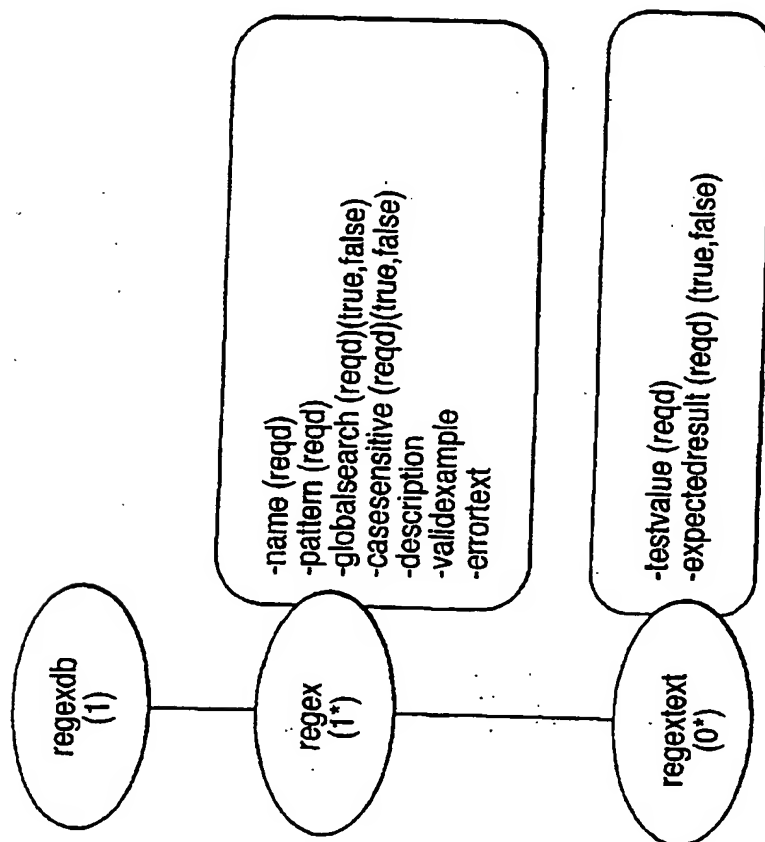 regexdb
(1)
regex
(1*)
-name (reqd)
-pattern (reqd)
-globalsearch (reqd)(true,false)
-casesensitive (reqd)(true,false)
-description
-validexample
-errortext
regextext
(0*)
-testvalue (reqd)
-expectedresult (reqd) (true,false)